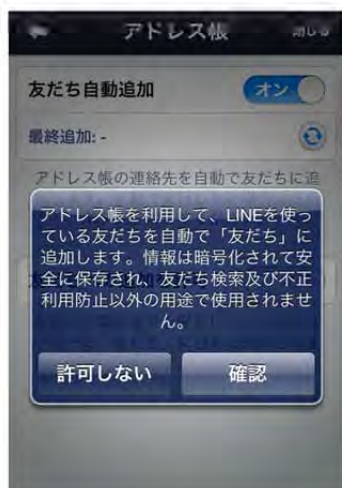 アドレス帳
閉じる
友だち自動追加
オン
最終追加: -
アドレス帳の連絡先を自動で友だちに追
アドレス帳を利用して、LINEを使っ
ている友だちを自動で「友だち」に
追加します。情報は暗号化されて安
全に保存され、友だち検索及び不正
利用防止以外の用途で使用されませ
ん。
許可しない
確認